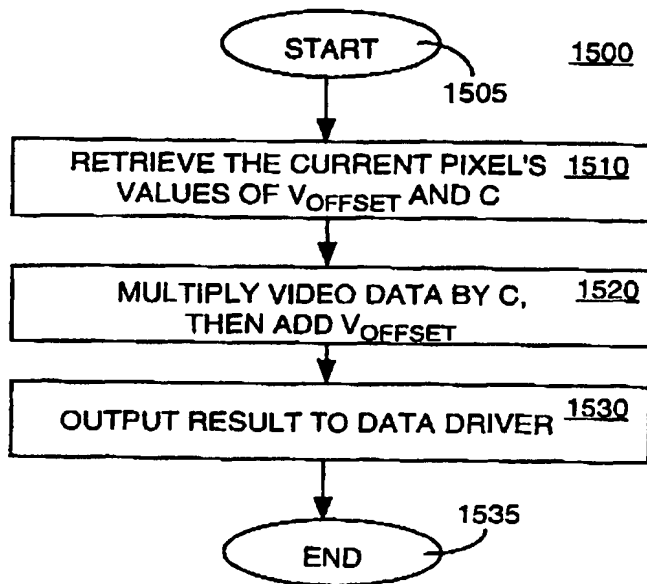 START
1500
1505
RETRIEVE THE CURRENT PIXEL'S 1510
VALUES OF VOFFSET AND C
MULTIPLY VIDEO DATA BY C, 1520
THEN ADD VOFFSET
OUTPUT RESULT TO DATA DRIVER 1530
1535
END